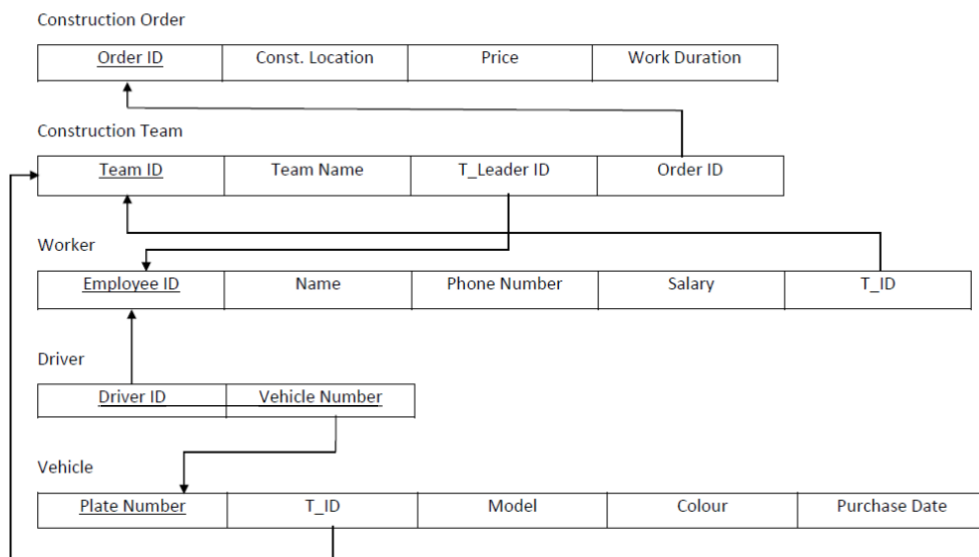 Construction Order
Order ID Const. Location Price Work Duration
Construction Team
Team ID Team Name T_Leader ID Order ID
Worker
Employee ID Name Phone Number Salary T_ID
Driver
Driver ID Vehicle Number
Vehicle
Plate Number T_ID Model Colour Purchase Date